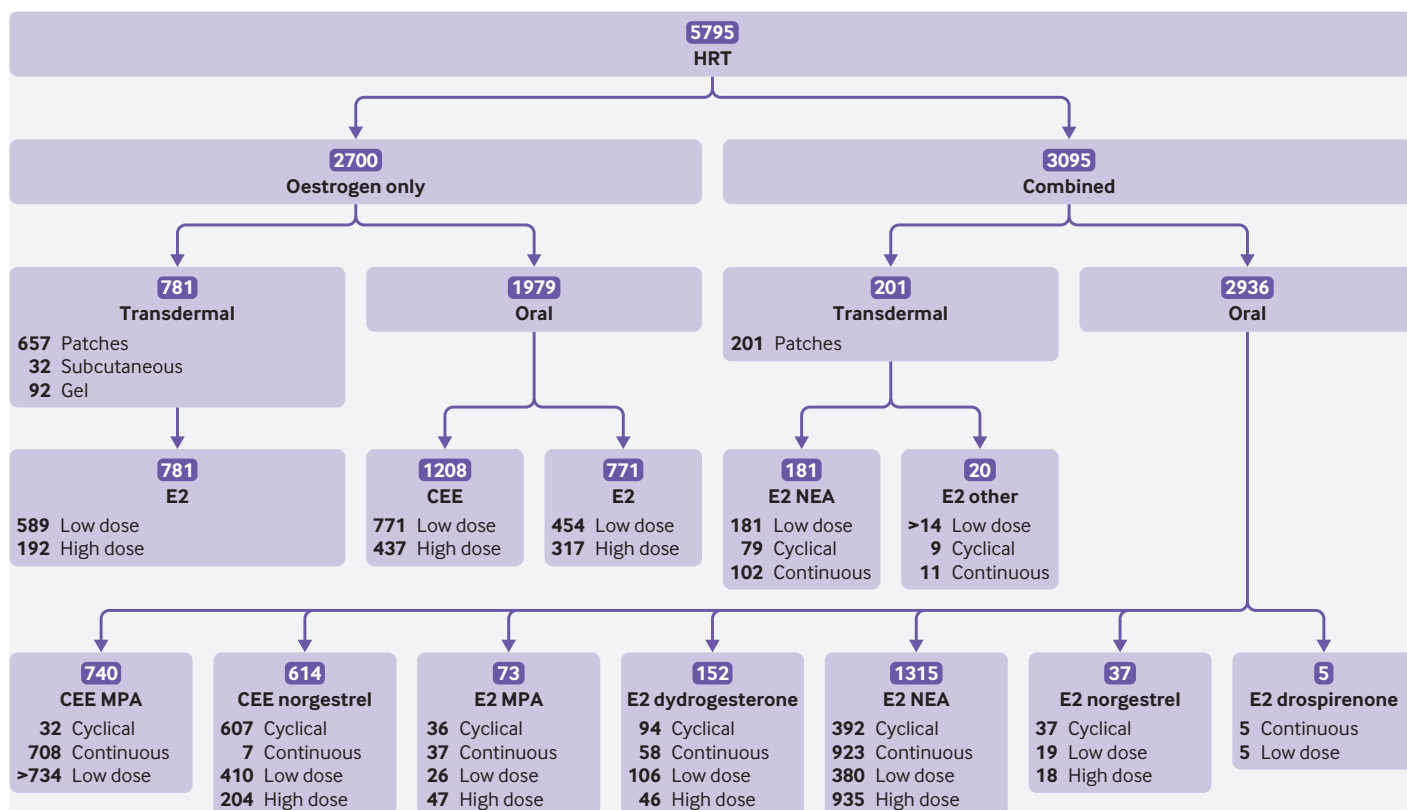 5795
HRT
2700
Oestrogen only
3095
Combined
781
Transdermal
657 Patches
32 Subcutaneous
92 Gel
1979
Oral
201
Transdermal
201 Patches
2936
Oral
781
E2
589 Low dose
192 High dose
1208
CEE
771 Low dose
437 High dose
771
E2
454 Low dose
317 High dose
181
E2 NEA
181 Low dose
79 Cyclical
102 Continuous
20
E2 other
>14 Low dose
9 Cyclical
11 Continuous
740
CEE MPA
32 Cyclical
708 Continuous
>734 Low dose
614
CEE norgestrel
607 Cyclical
7 Continuous
410 Low dose
204 High dose
73
E2 MPA
36 Cyclical
37 Continuous
26 Low dose
47 High dose
152
E2 dydrogesterone
94 Cyclical
58 Continuous
106 Low dose
46 High dose
1315
E2 NEA
392 Cyclical
923 Continuous
380 Low dose
935 High dose
37
E2 norgestrel
37 Cyclical
19 Low dose
18 High dose
5
E2 drospirenone
5 Continuous
5 Low dose